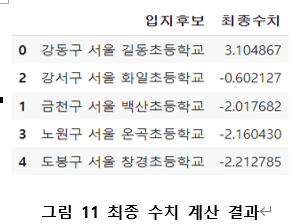 입지후보 최종수치
0 강동구 서울 길동초등학교 3.104867
2 강서구 서울 화일초등학교 -0.602127
1 금천구 서울 백산초등학교 -2.017682
3 노원구 서울 온곡초등학교 -2.160430
4 도봉구 서울 창경초등학교 -2.212785
그림 11 최종 수치 계산 결과↵